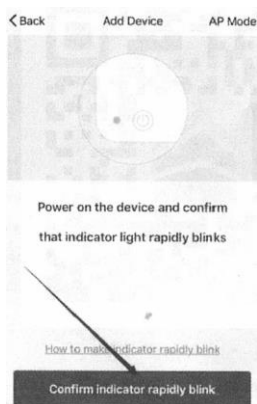 Back Add Device AP Mode
Power on the device and confirm
that indicator light rapidly blinks
How to make indicator rapidly blink
Confirm indicator rapidly blink